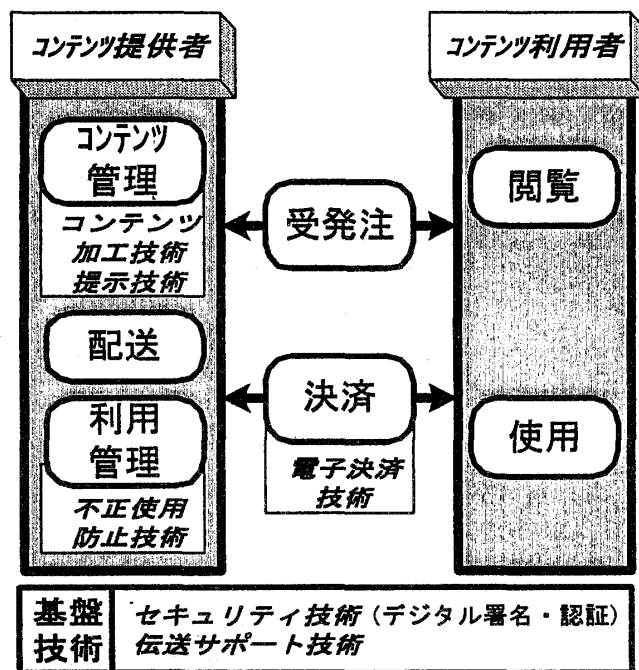 コンテンツ提供者
コンテンツ利用者
コンテンツ
管理
コンテンツ
加工技術
提示技術
配送
利用
管理
不正使用
防止技術
受発注
決済
電子決済
技術
閲覧
使用
基盤
技術
セキュリティ技術(デジタル署名・認証)
伝送サポート技術